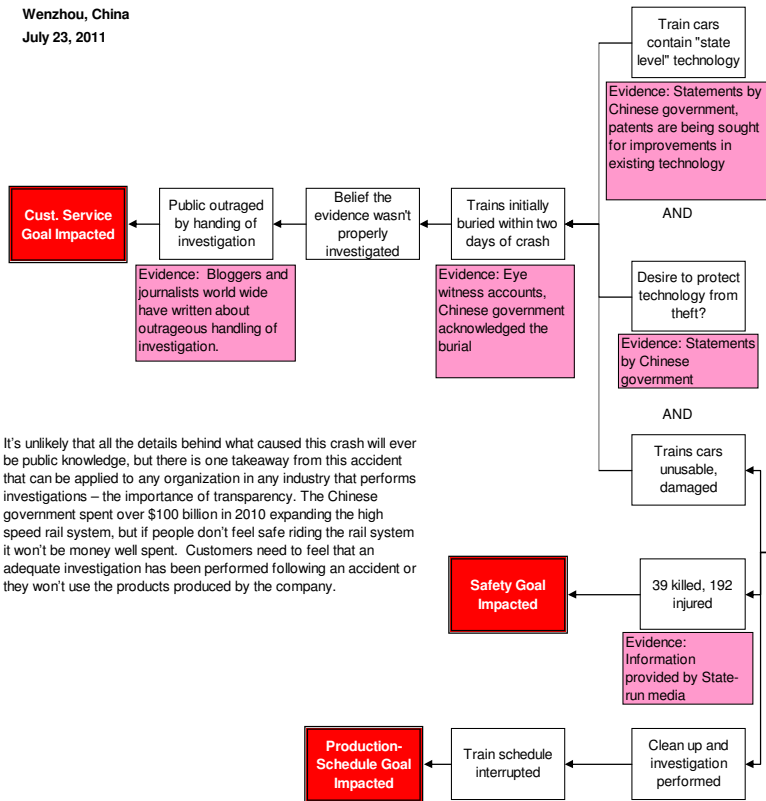 Wenzhou, China
July 23, 2011
Train cars
contain "state
level" technology
Evidence: Statements by
Chinese government,
patents are being sought
for improvements in
existing technology
AND
Cust. Service
Goal Impacted
Public outraged
by handing of
investigation
Evidence:  Bloggers and
journalists world wide
have written about
outrageous handling of
investigation.
Belief the
evidence wasn't
properly
investigated
Trains initially
buried within two
days of crash
Evidence: Eye
witness accounts,
Chinese government
acknowledged the
burial
Desire to protect
technology from
theft?
Evidence: Statements
by Chinese
government
AND
Trains cars
unusable,
damaged
It’s unlikely that all the details behind what caused this crash will ever
be public knowledge, but there is one takeaway from this accident
that can be applied to any organization in any industry that performs
investigations – the importance of transparency. The Chinese
government spent over $100 billion in 2010 expanding the high
speed rail system, but if people don’t feel safe riding the rail system
it won’t be money well spent.  Customers need to feel that an
adequate investigation has been performed following an accident or
they won’t use the products produced by the company.
Safety Goal
Impacted
39 killed, 192
injured
Evidence:
Information
provided by State-
run media
Production-
Schedule Goal
Impacted
Train schedule
interrupted
Clean up and
investigation
performed